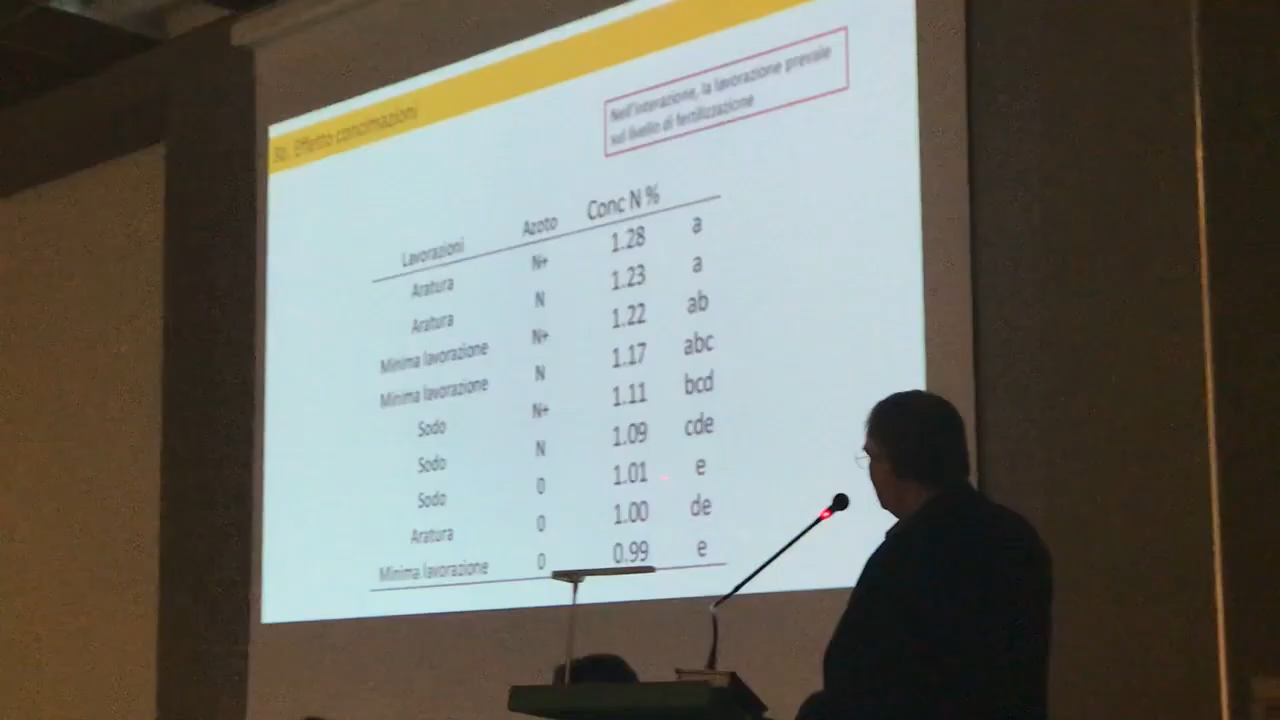 Effetto concimazioni
Nell'interazione, la lavorazione prevale
sul livello di fertilizzazione
Lavorazioni Azoto Conc N %
Aratura N+ 1.28 a
Aratura N 1.23 a
Minima lavorazione N+ 1.22 ab
Minima lavorazione N 1.17 abc
Sodo N+ 1.11 bcd
Sodo N 1.09 cde
Sodo 0 1.01 e
Aratura 0 1.00 de
Minima lavorazione 0 0.99 e